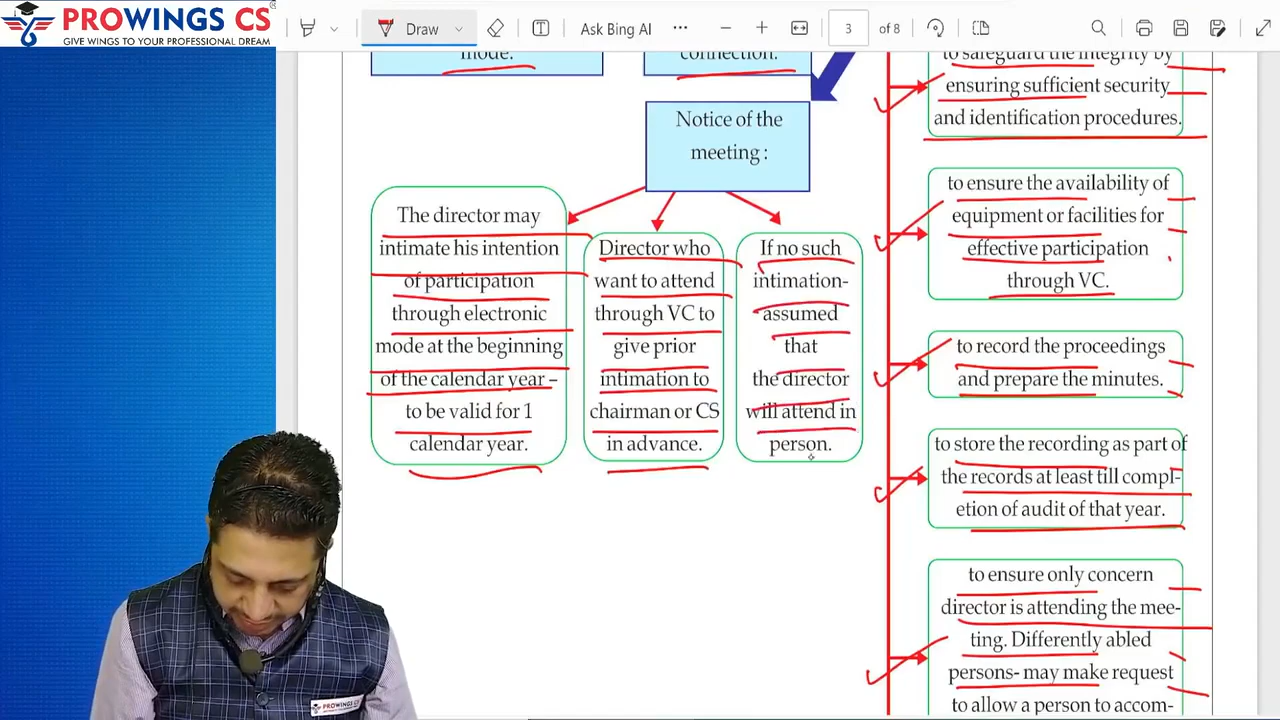 PROWINGS CS
GIVE WINGS TO YOUR PROFESSIONAL DREAM
Draw
Ask Bing AI
3
of 8
mode.
connection.
Notice of the
meeting :
The director may
intimate his intention
of participation
through electronic
mode at the beginning
of the calendar year –
to be valid for 1
calendar year.
Director who
want to attend
through VC to
give prior
intimation to
chairman or CS
in advance.
If no such
intimation-
assumed
that
the director
will attend in
person.
to safeguard the integrity by
ensuring sufficient security
and identification procedures.
to ensure the availability of
equipment or facilities for
effective participation
through VC.
to record the proceedings
and prepare the minutes.
to store the recording as part of
the records at least till compl-
etion of audit of that year.
to ensure only concern
director is attending the mee-
ting. Differently abled
persons- may make request
to allow a person to accom-
PROWINGS CS